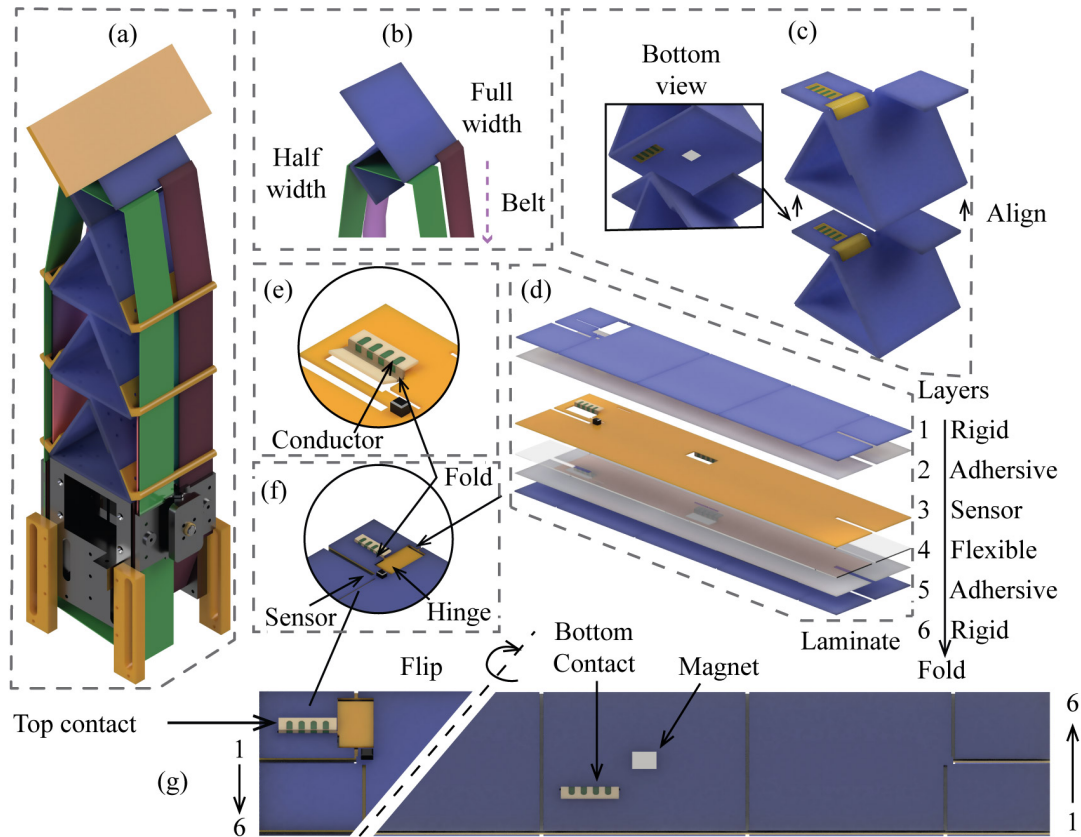 (a)
(b)
Full
width
Half
width
Belt
(c)
Bottom
view
Align
(e)
Conductor
(d)
Layers
1 Rigid
2 Adhersive
3 Sensor
4 Flexible
5 Adhersive
6 Rigid
Laminate
Fold
Fold
(f)
Sensor
Hinge
Flip
Bottom
Contact
Magnet
Top contact
1
6
(g)
6
1